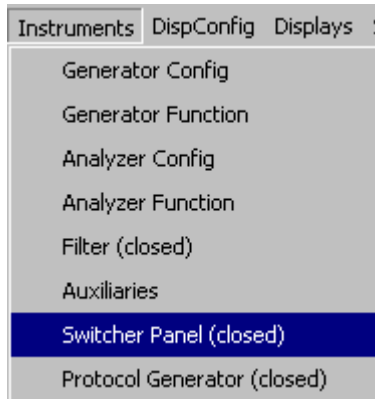 Instruments DispConfig Displays
Generator Config
Generator Function
Analyzer Config
Analyzer Function
Filter (closed)
Auxiliaries
Switcher Panel (closed)
Protocol Generator (closed)